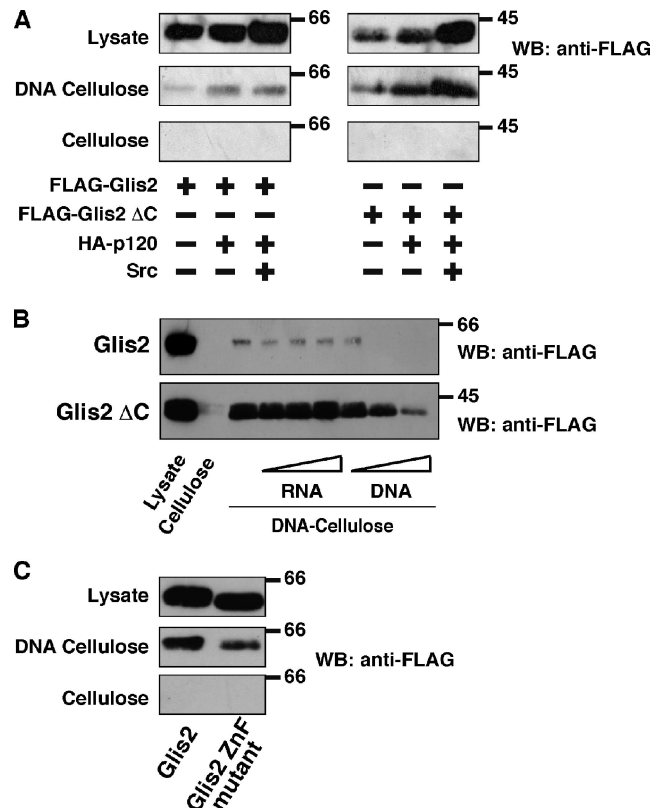 A
66
45
Lysate
WB: anti-FLAG
66
45
DNA Cellulose
66
45
Cellulose
FLAG-Glis2 + + + − − −
FLAG-Glis2 ΔC − − − + + +
HA-p120 − + + − + +
Src − − + − − +
B
66
Glis2
WB: anti-FLAG
45
Glis2 ΔC
WB: anti-FLAG
Lysate
Cellulose
RNA DNA
DNA-Cellulose
C
66
Lysate
66
DNA Cellulose
WB: anti-FLAG
66
Cellulose
Glis2
Glis2 ZnF
mutant